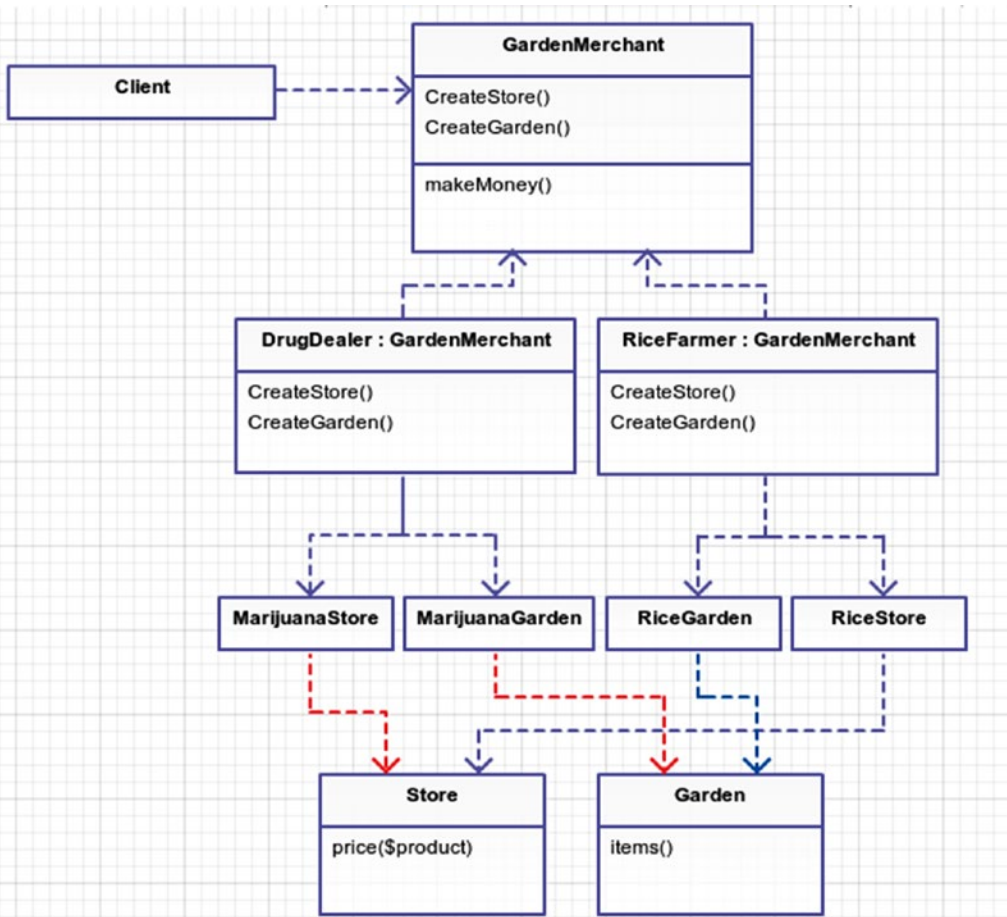 GardenMerchant
Client
CreateStore()
CreateGarden()
makeMoney()
DrugDealer : GardenMerchant
CreateStore()
CreateGarden()
RiceFarmer : GardenMerchant
CreateStore()
CreateGarden()
MarijuanaStore
MarijuanaGarden
RiceGarden
RiceStore
Store
price($product)
Garden
items()